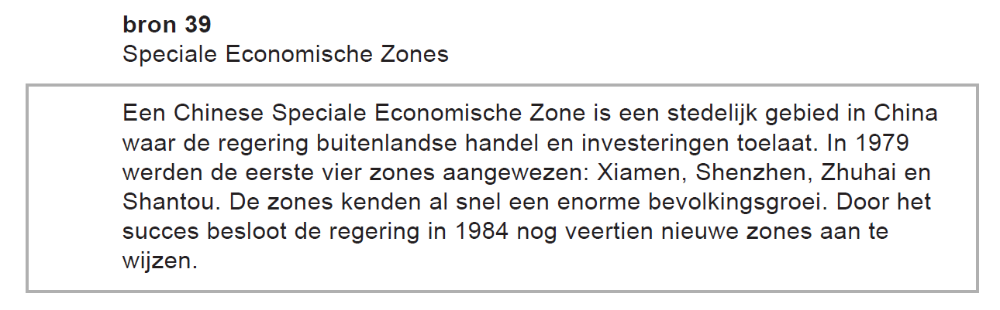 bron 39
Speciale Economische Zones
Een Chinese Speciale Economische Zone is een stedelijk gebied in China
waar de regering buitenlandse handel en investeringen toelaat. In 1979
werden de eerste vier zones aangewezen: Xiamen, Shenzhen, Zhuhai en
Shantou. De zones kenden al snel een enorme bevolkingsgroei. Door het
succes besloot de regering in 1984 nog veertien nieuwe zones aan te
wijzen.